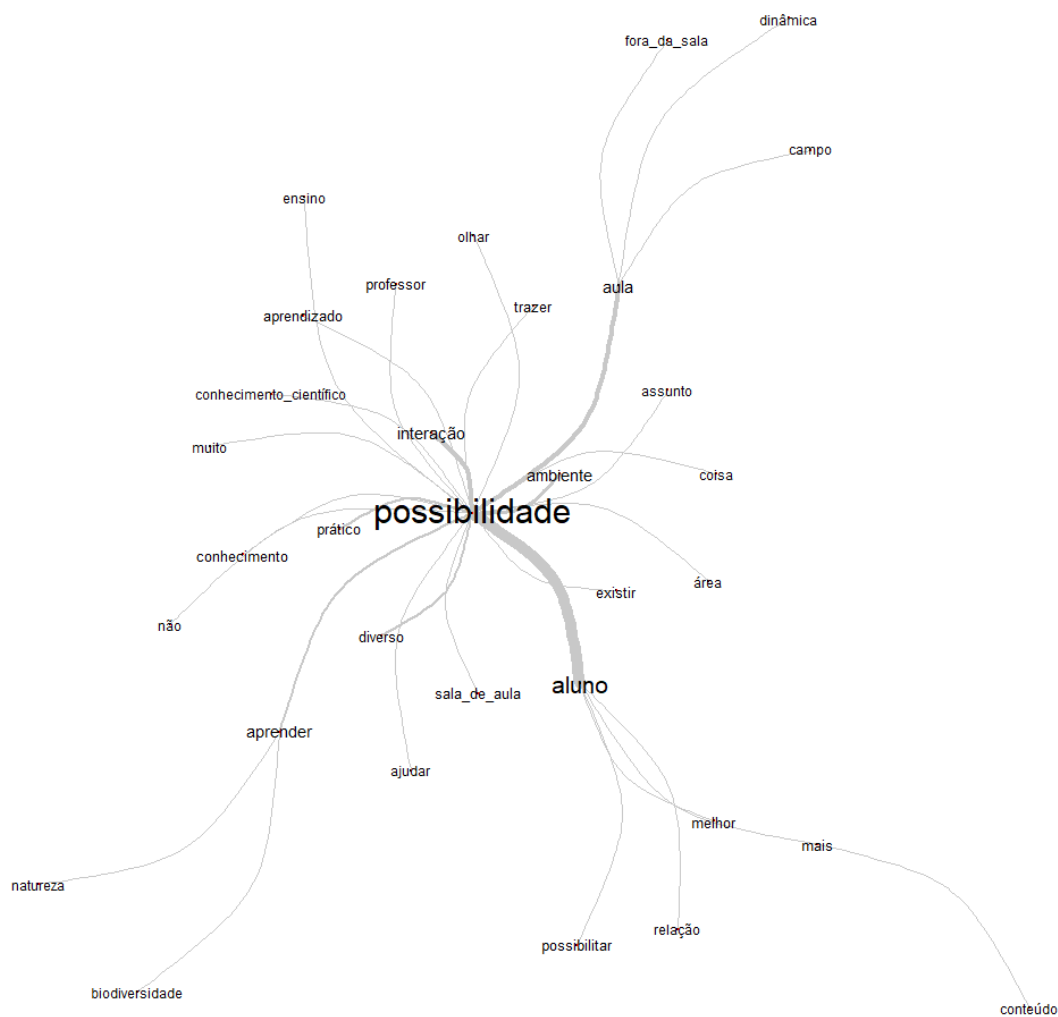 dinâmica
fora_da_sala
campo
ensino
olhar
professor
aula
trazer
aprendizado
conhecimento_científico
assunto
interação
muito
ambiente
coisa
possibilidade
prático
conhecimento
área
existir
não
diverso
aluno
sala_de_aula
aprender
ajudar
melhor
mais
natureza
relação
possibilitar
biodiversidade
conteúdo